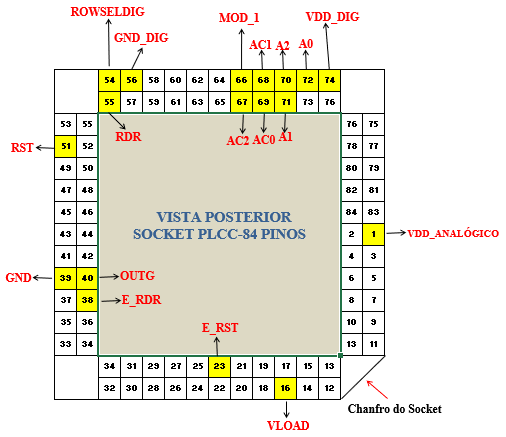 ROWSELDIG
MOD_1
VDD_DIG
GND_DIG
AC1 A2 A0
54 56 58 60 62 64 66 68 70 72 74
55 57 59 61 63 65 67 69 71 73 76
RDR
AC2 AC0 A1
53 55
76 75
RST
51 52
78 77
49 50
80 79
47 48
82 81
45 46
84 83
VISTA POSTERIOR
SOCKET PLCC-84 PINOS
43 44
2 1
VDD_ANALÓGICO
41 42
4 3
GND
39 40
OUTG
6 5
37 38
E_RDR
8 7
35 36
10 9
E_RST
33 34
13 11
34 31 29 27 25 23 21 19 17 15 13
32 30 28 26 24 22 20 18 16 14 12
Chanfro do Socket
VLOAD